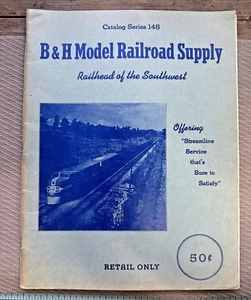 Catalog Series 148
B & H Model Railroad Supply
Railhead of the Southwest
Offering
"Streamline
Service
that's
Sure to
Satisfy"
50¢
RETAIL ONLY